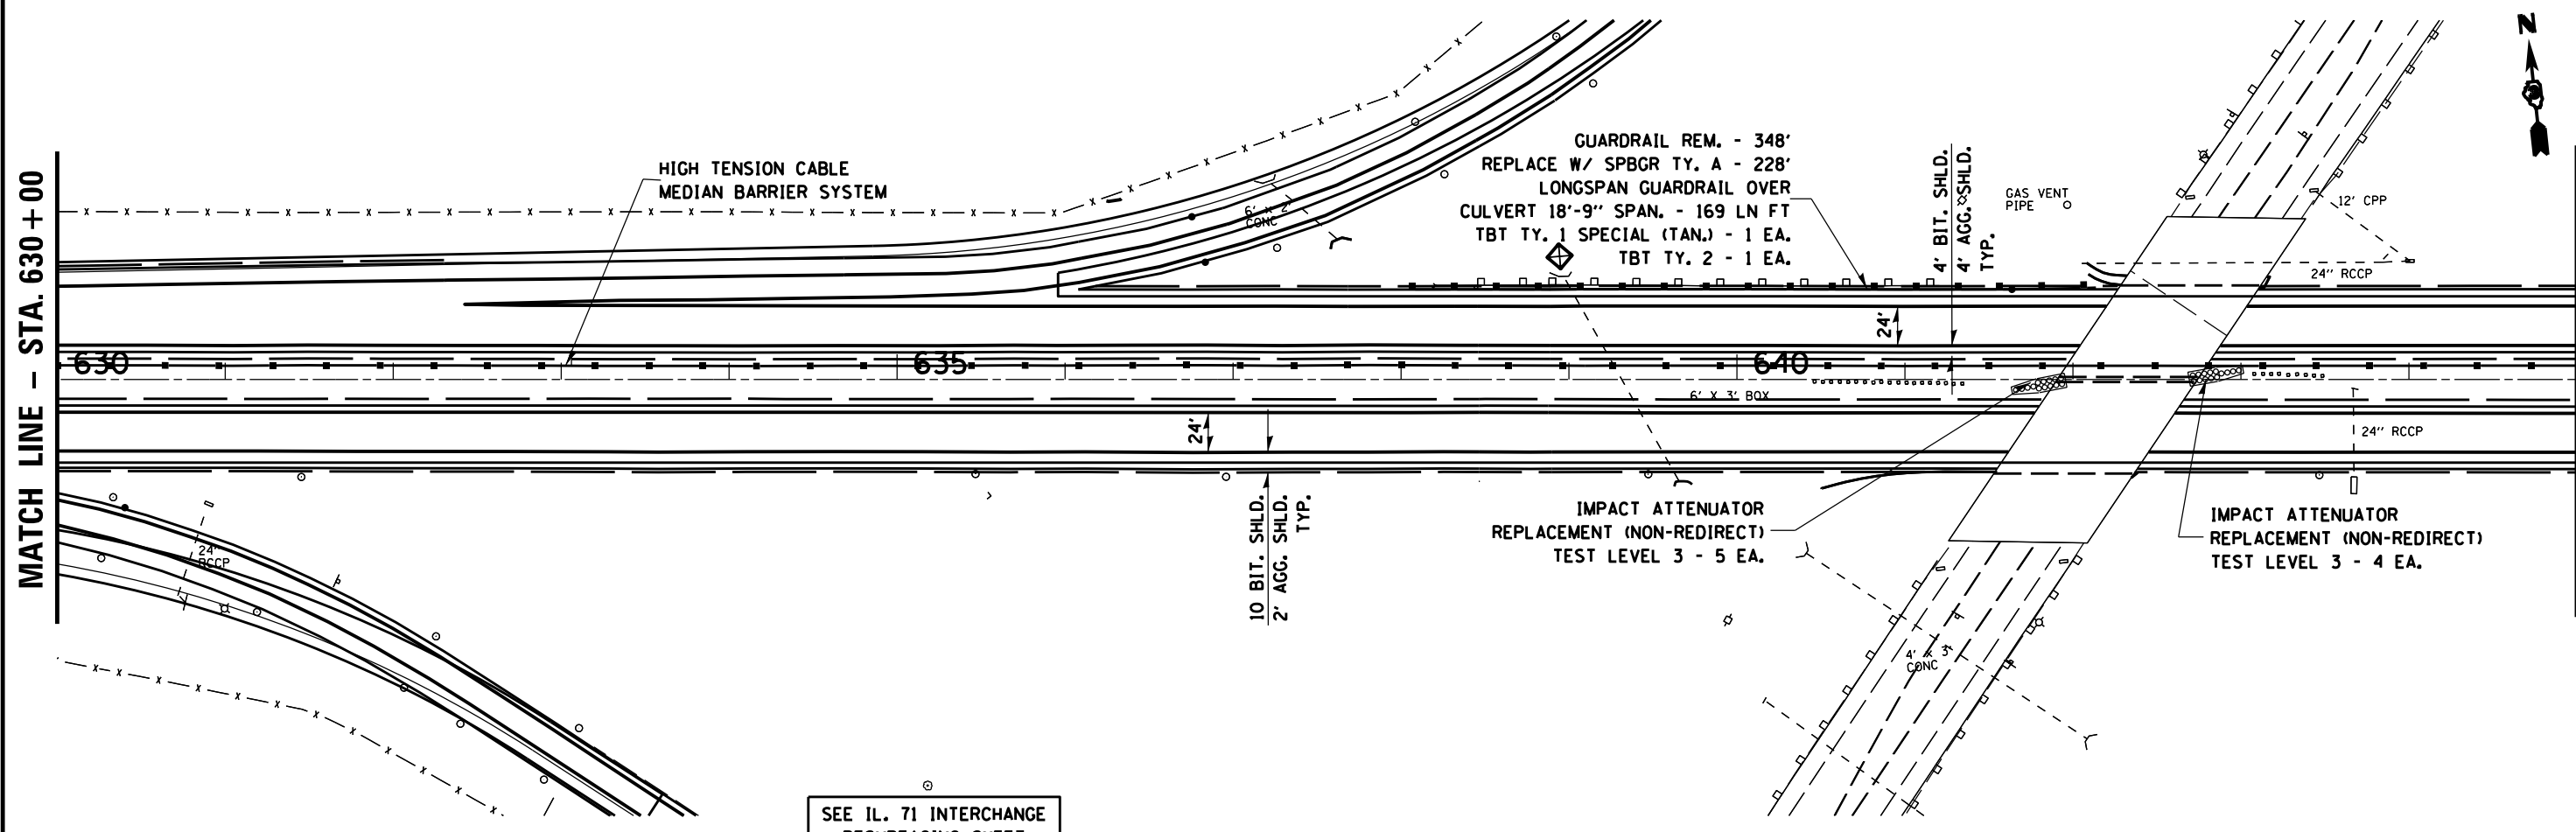 N
MATCH LINE - STA. 630+00
HIGH TENSION CABLE
MEDIAN BARRIER SYSTEM
GUARDRAIL REM. - 348'
REPLACE W/ SPBGR TY. A - 228'
LONGSPAN GUARDRAIL OVER
CULVERT 18'-9'' SPAN. - 169 LN FT
TBT TY. 1 SPECIAL (TAN.) - 1 EA.
TBT TY. 2 - 1 EA.
4' BIT. SHLD.
4' AGG. SHLD.
TYP.
GAS VENT
PIPE
12' CPP
24'' RCCP
6' X 2'
CONC
24'
630
635
640
6' X 3' BOX
24'
24'' RCCP
10 BIT. SHLD.
2' AGG. SHLD.
TYP.
IMPACT ATTENUATOR
REPLACEMENT (NON-REDIRECT)
TEST LEVEL 3 - 5 EA.
IMPACT ATTENUATOR
REPLACEMENT (NON-REDIRECT)
TEST LEVEL 3 - 4 EA.
24'
RCCP
4' X 3'
CONC
SEE IL. 71 INTERCHANGE